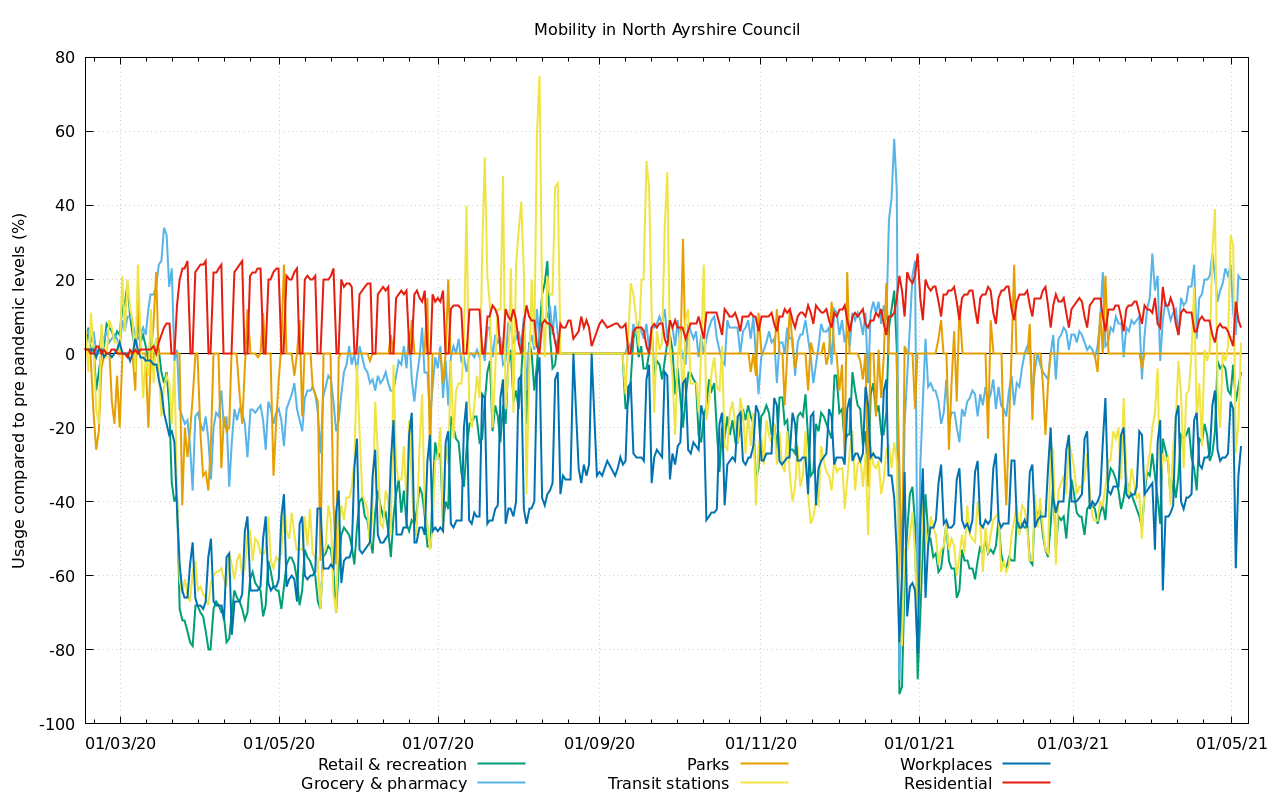 Mobility in North Ayrshire Council
Usage compared to pre pandemic levels (%)
80
60
40
20
0
-20
-40
-60
-80
-100
01/03/20 01/05/20 01/07/20 01/09/20 01/11/20 01/01/21 01/03/21 01/05/21
Retail & recreation Parks Workplaces
Grocery & pharmacy Transit stations Residential